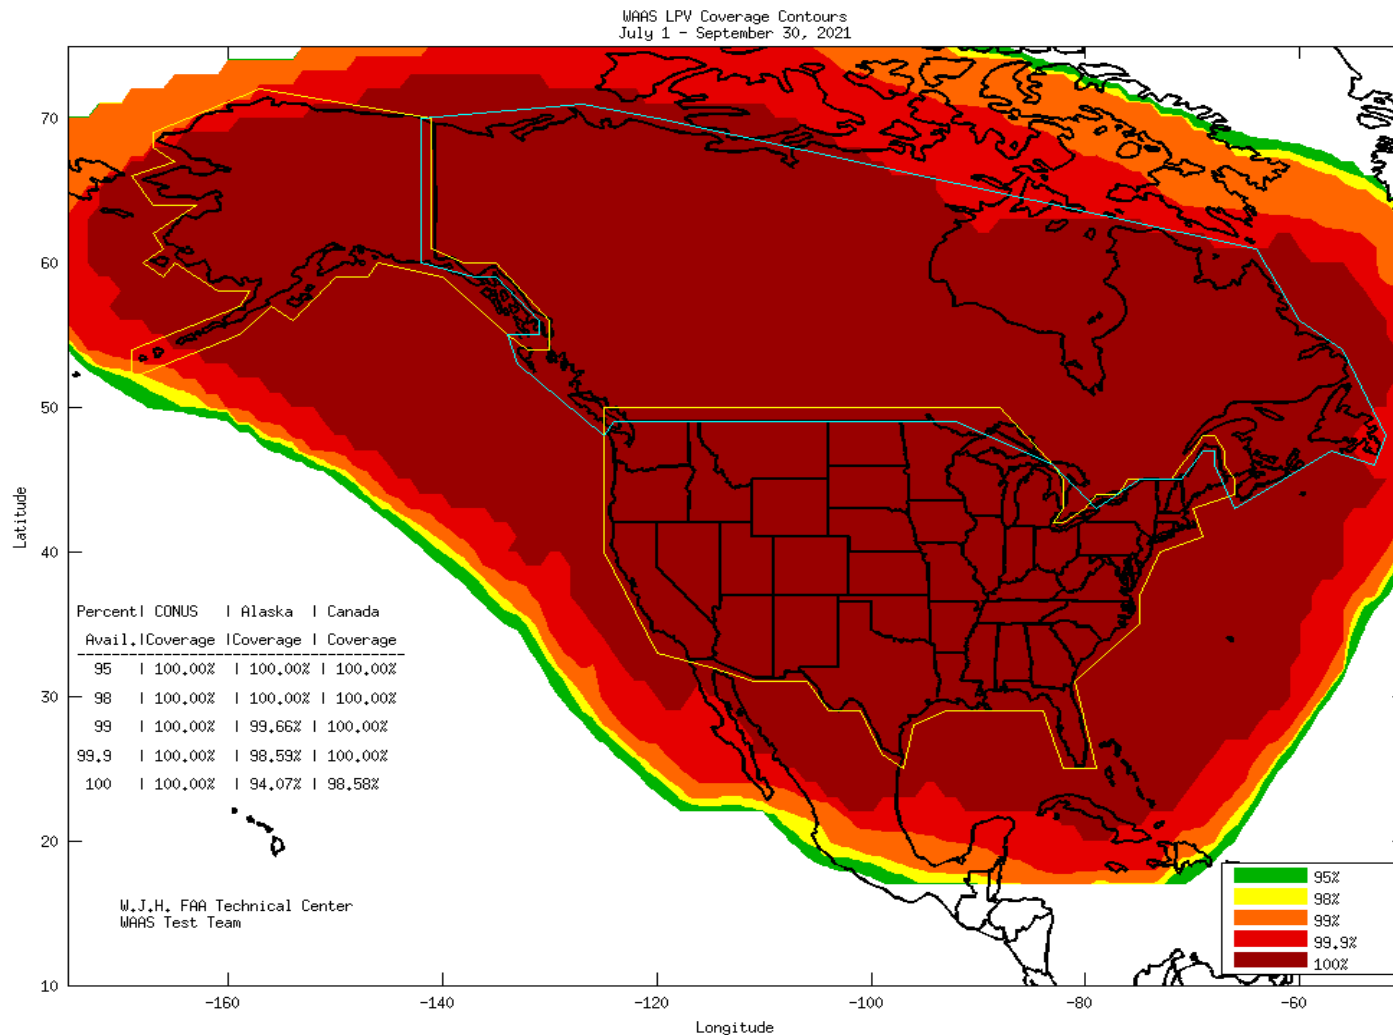 WAAS LPV Coverage Contours
July 1 - September 30, 2021
70
60
50
40
30
20
10
Latitude
Percent| CONUS | Alaska | Canada
Avail.|Coverage |Coverage | Coverage
95 | 100.00% | 100.00% | 100.00%
98 | 100.00% | 100.00% | 100.00%
99 | 100.00% | 99.66% | 100.00%
99.9 | 100.00% | 98.59% | 100.00%
100 | 100.00% | 94.07% | 98.58%
W.J.H. FAA Technical Center
WAAS Test Team
95%
98%
99%
99.9%
100%
-160 -140 -120 -100 -80 -60
Longitude